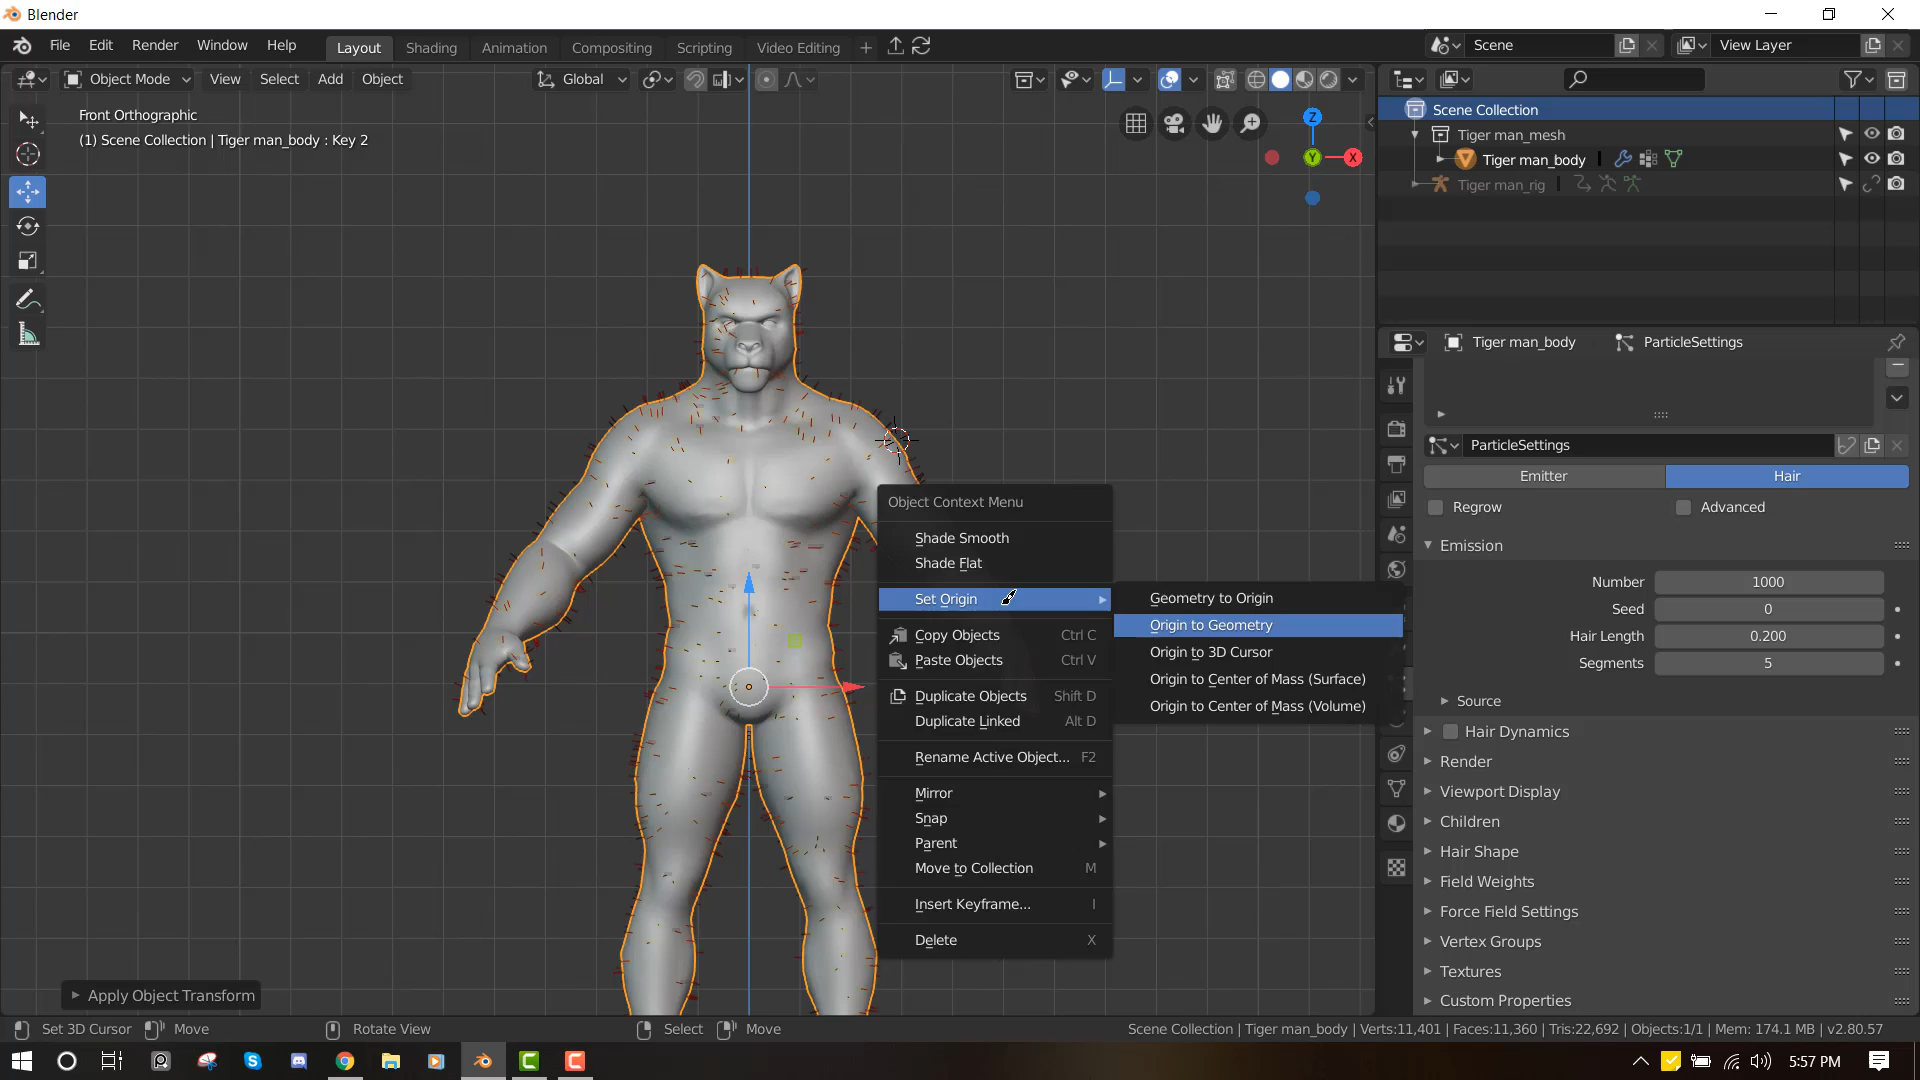 Blender
File Edit Render Window Help Layout Shading Animation Compositing Scripting Video Editing + Scene View Layer
Object Mode View Select Add Object Global
Front Orthographic
(1) Scene Collection | Tiger man_body : Key 2
Z
Y
X
Scene Collection
Tiger man_mesh
Tiger man_body
Tiger man_rig
Tiger man_body ParticleSettings
ParticleSettings
Emitter Hair
Regrow Advanced
Emission
Number 1000
Seed 0
Hair Length 0.200
Segments 5
Source
Hair Dynamics
Render
Viewport Display
Children
Hair Shape
Field Weights
Force Field Settings
Vertex Groups
Textures
Custom Properties
Object Context Menu
Shade Smooth
Shade Flat
Set Origin
Copy Objects Ctrl C
Paste Objects Ctrl V
Duplicate Objects Shift D
Duplicate Linked Alt D
Rename Active Object... F2
Mirror
Snap
Parent
Move to Collection M
Insert Keyframe... I
Delete X
Geometry to Origin
Origin to Geometry
Origin to 3D Cursor
Origin to Center of Mass (Surface)
Origin to Center of Mass (Volume)
Apply Object Transform
Set 3D Cursor Move Rotate View Select Move Scene Collection | Tiger man_body | Verts:11,401 | Faces:11,360 | Tris:22,692 | Objects:1/1 | Mem: 174.1 MB | v2.80.57
5:57 PM